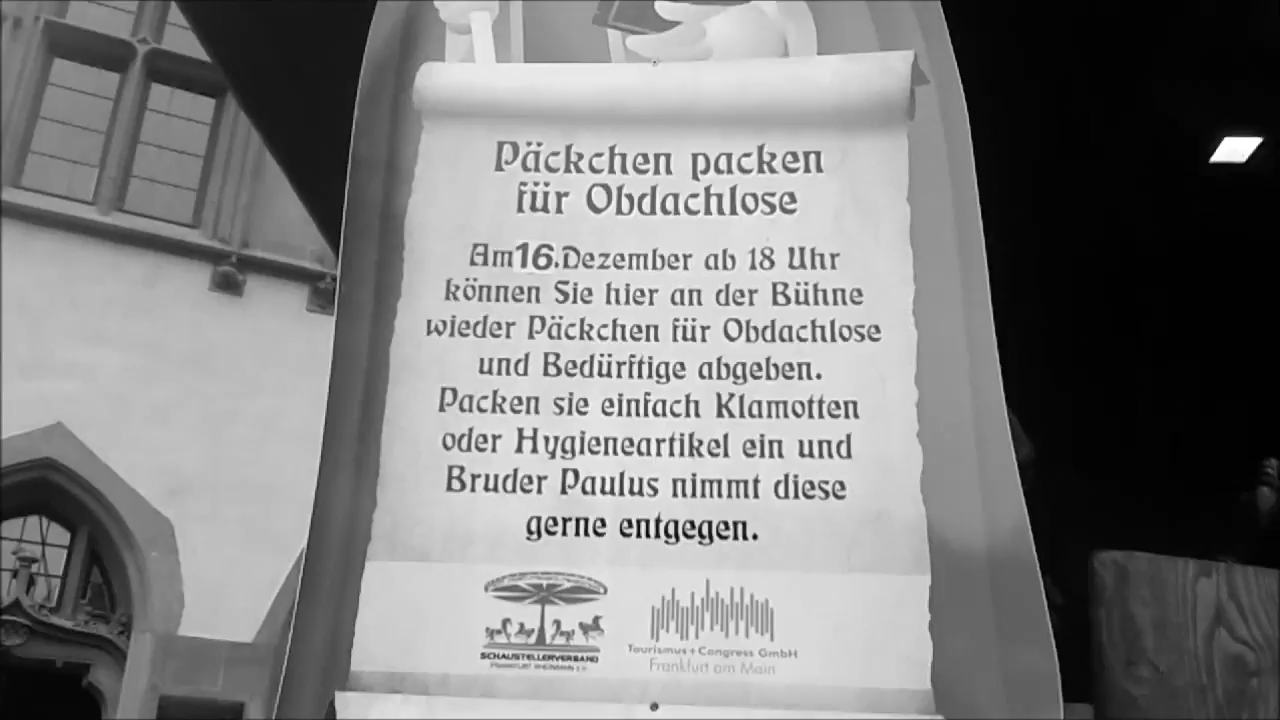 Päckchen packen
für Obdachlose
Am 16. Dezember ab 18 Uhr
können Sie hier an der Bühne
wieder Päckchen für Obdachlose
und Bedürftige abgeben.
Packen sie einfach Klamotten
oder Hygieneartikel ein und
Bruder Paulus nimmt diese
gerne entgegen.
SCHAUSTELLERVERBAND
Tourismus+Congress GmbH
Frankfurt am Main